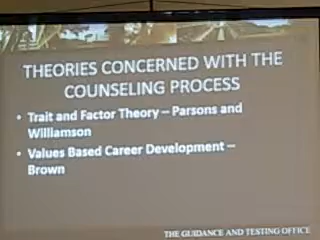 THEORIES CONCERNED WITH THE
COUNSELING PROCESS
• Trait and Factor Theory – Parsons and
Williamson
• Values Based Career Development –
Brown
THE GUIDANCE AND TESTING OFFICE